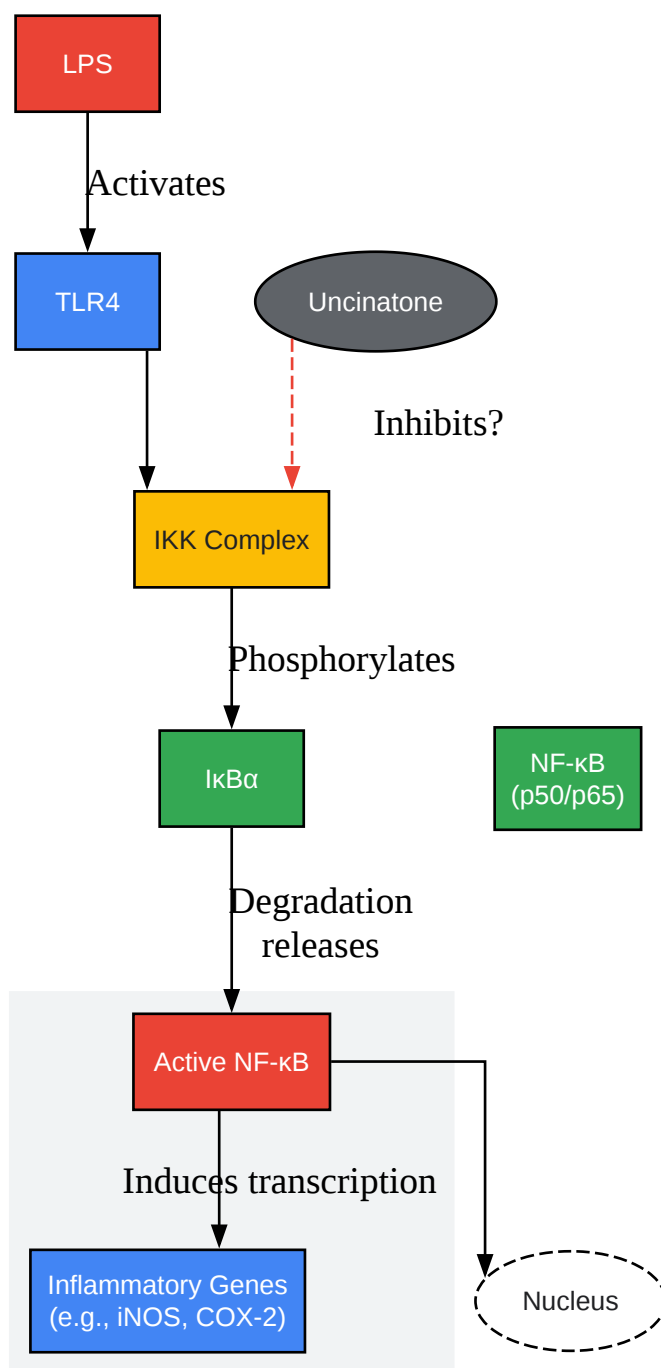 LPS
Activates
TLR4
Uncinatone
Inhibits?
IKK Complex
Phosphorylates
IκBα
NF-κB
(p50/p65)
Degradation
releases
Active NF-κB
Induces transcription
Inflammatory Genes
(e.g., iNOS, COX-2)
Nucleus